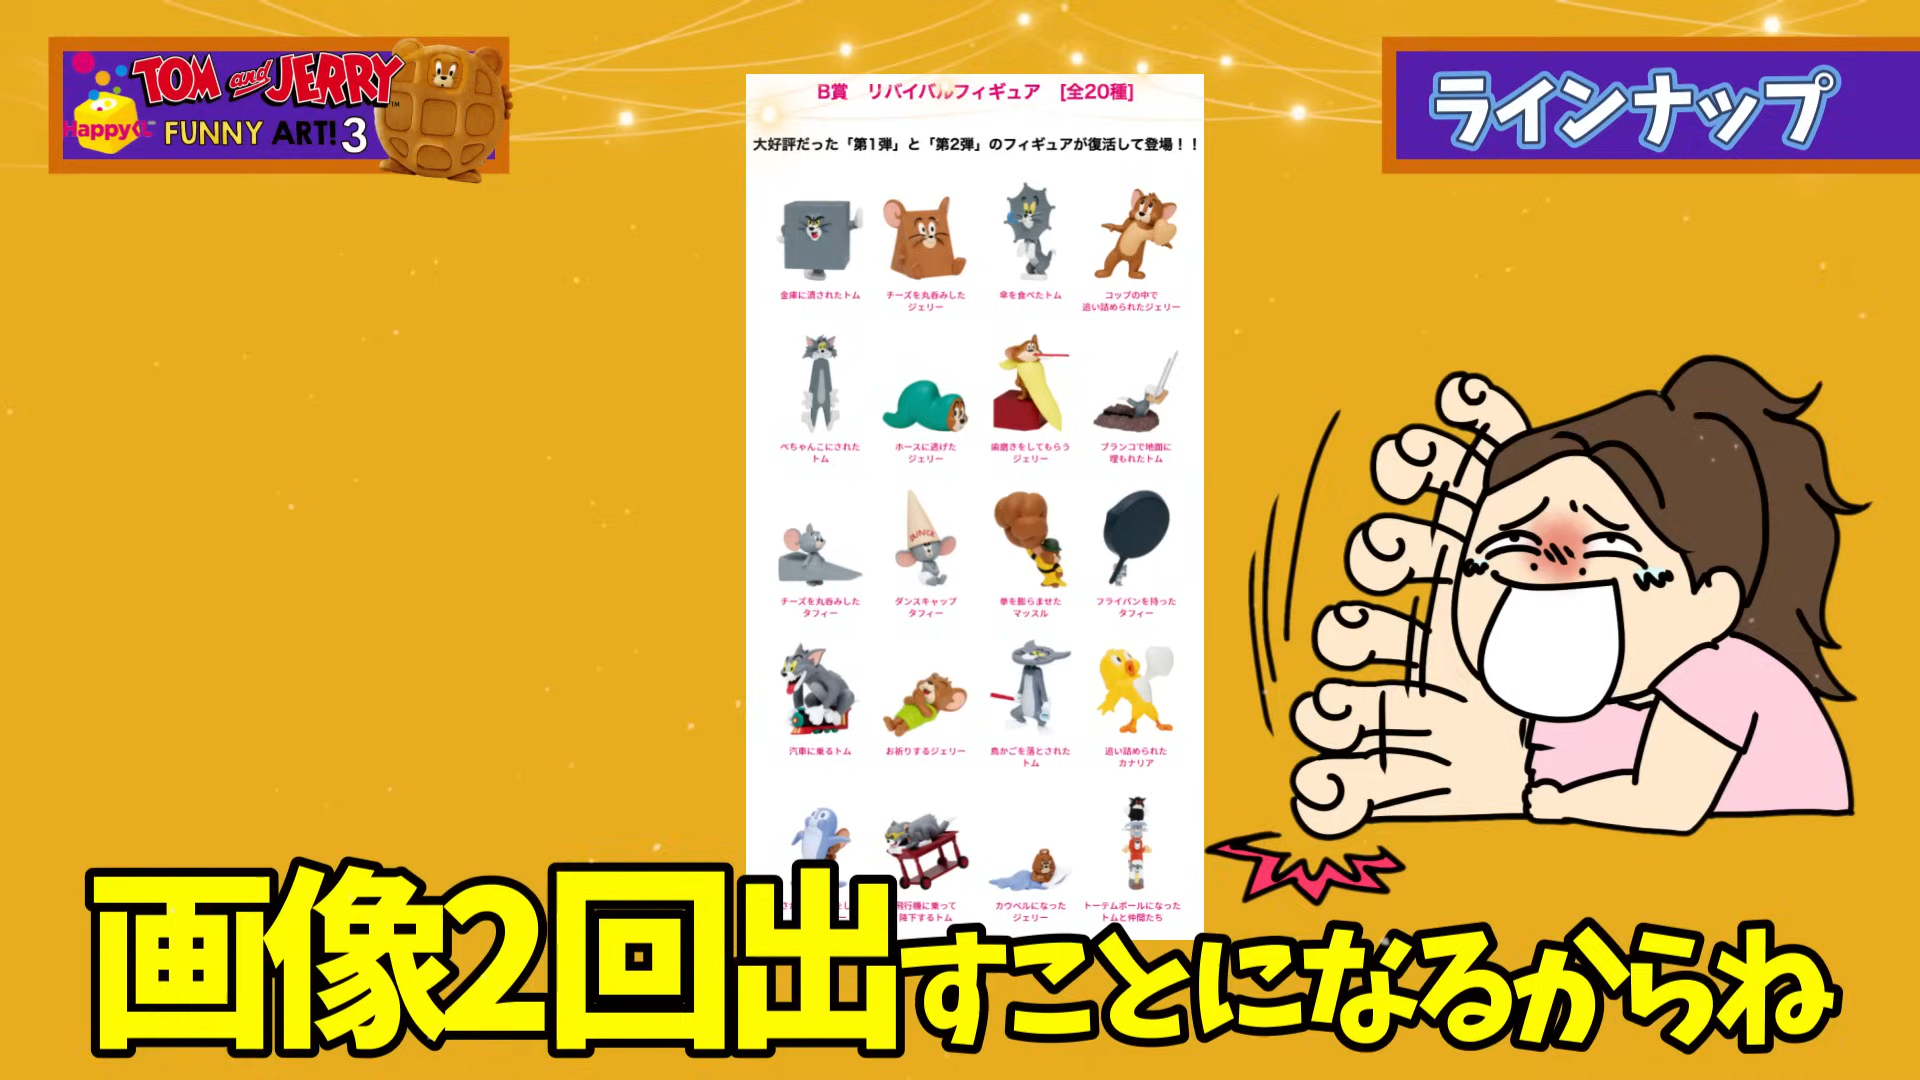 TOM and JERRY™
Happyくじ
FUNNY ART! 3
ラインナップ
B賞　リバイバルフィギュア　[全20種]
大好評だった「第1弾」と「第2弾」のフィギュアが復活して登場！！
金庫に潰されたトム
チーズを丸呑みした
ジェリー
傘を食べたトム
コップの中で
追い詰められたジェリー
ぺちゃんこにされた
トム
ホースに逃げた
ジェリー
歯磨きをしてもらう
ジェリー
ブランコで地面に
埋もれたトム
DUNCE
チーズを丸呑みした
タフィー
ダンスキャップ
タフィー
拳を膨らませた
マッスル
フライパンを持った
タフィー
汽車に乗るトム
お祈りするジェリー
鳥かごを落とされた
トム
追い詰められた
カナリア
飛行機に乗って
降下するトム
カウベルになった
ジェリー
トーテムポールになった
トムと仲間たち
画像2回出すことになるからね